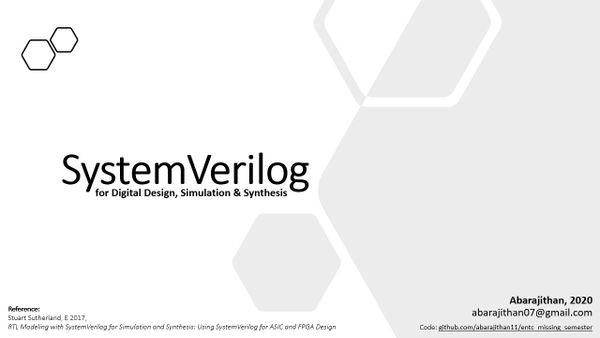 SystemVerilog
for Digital Design, Simulation & Synthesis
Reference:
Stuart Sutherland, E 2017,
RTL Modeling with SystemVerilog for Simulation and Synthesis: Using SystemVerilog for ASIC and FPGA Design
Abarajithan, 2020
abarajithan07@gmail.com
Code: github.com/abarajithan11/entc_missing_semester